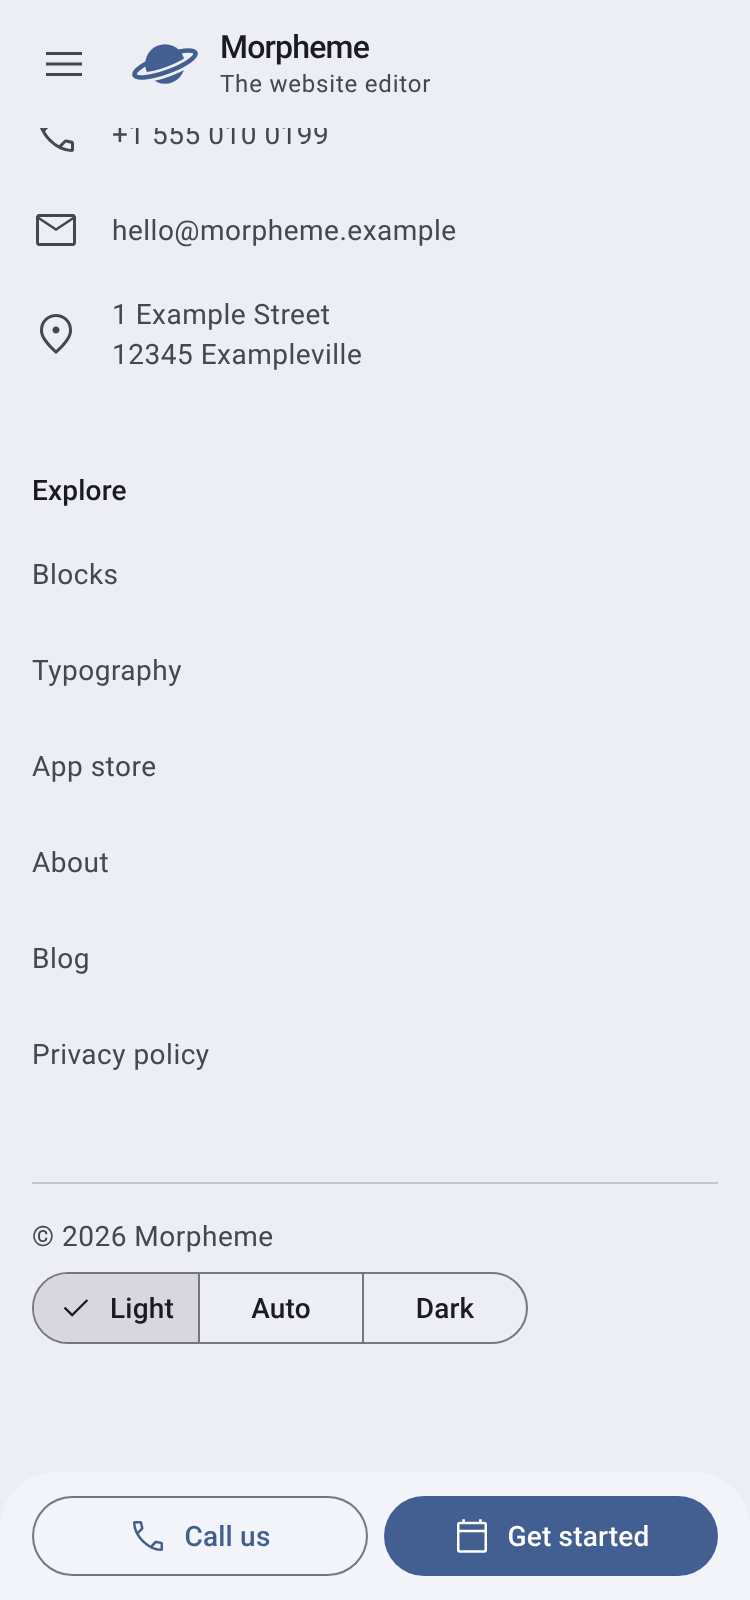 Morpheme
The website editor
+1 555 010 0199
hello@morpheme.example
1 Example Street
12345 Exampleville
Explore
Blocks
Typography
App store
About
Blog
Privacy policy
© 2026 Morpheme
Light Auto Dark
Call us Get started